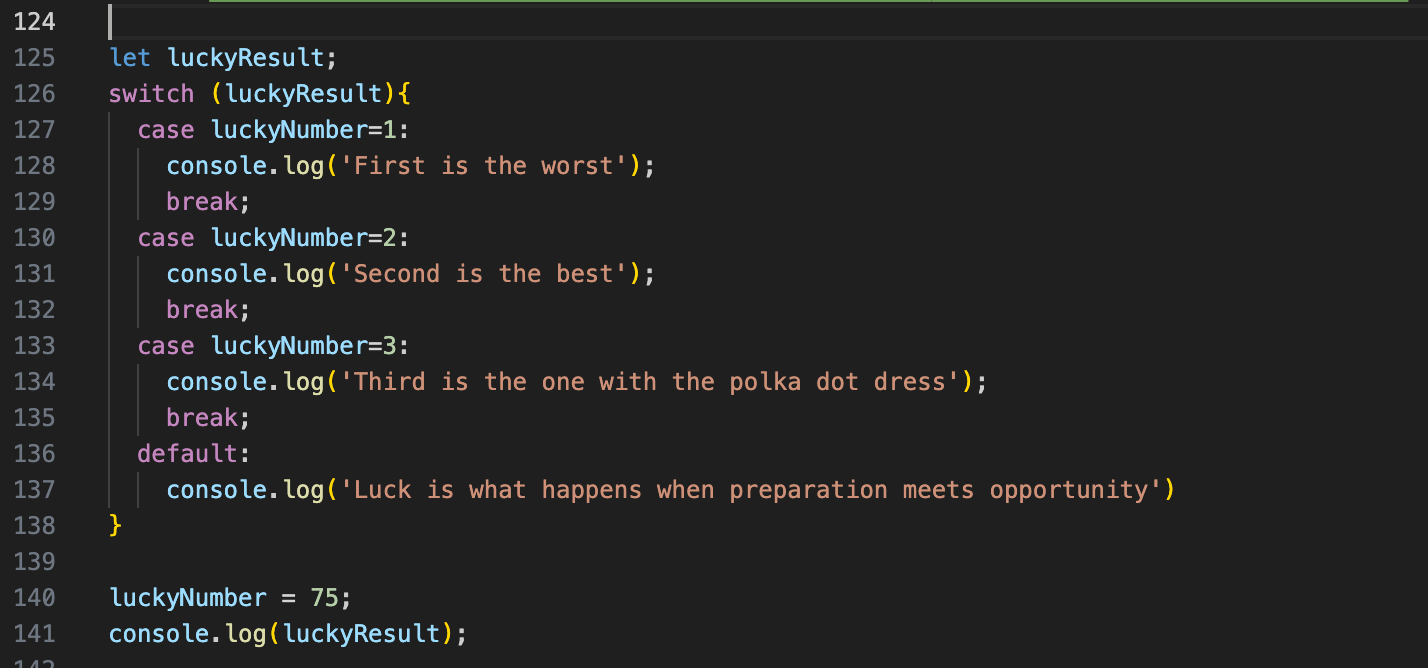 124
125 let luckyResult;
126 switch (luckyResult){
127 case luckyNumber=1:
128 console.log('First is the worst');
129 break;
130 case luckyNumber=2:
131 console.log('Second is the best');
132 break;
133 case luckyNumber=3:
134 console.log('Third is the one with the polka dot dress');
135 break;
136 default:
137 console.log('Luck is what happens when preparation meets opportunity')
138 }
139
140 luckyNumber = 75;
141 console.log(luckyResult);
142